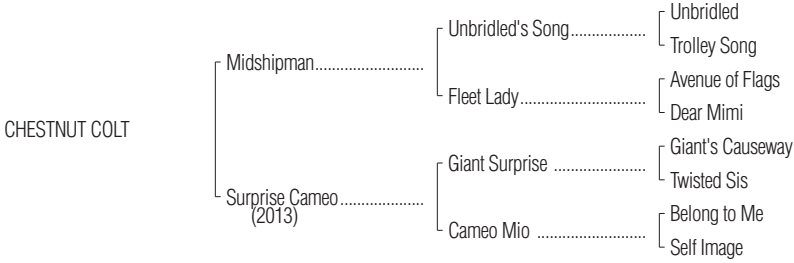 Unbridled
Unbridled's Song..................
Trolley Song
Midshipman..........................
Avenue of Flags
Fleet Lady..............................
Dear Mimi
CHESTNUT COLT
Giant's Causeway
Giant Surprise ......................
Twisted Sis
Surprise Cameo....................
(2013)
Belong to Me
Cameo Mio ..........................
Self Image